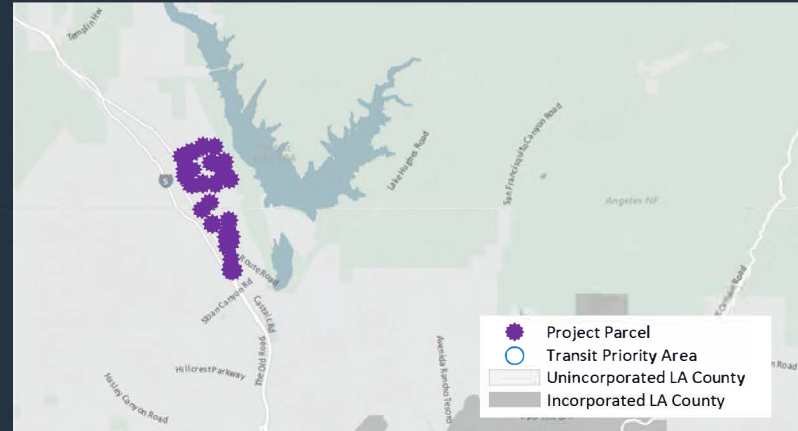 Templin Hwy
Lake Hughes Road
San Francisquito Canyon Road
5
Angeles NF
Route Road
Sloan Canyon Rd
Castaic Rd
The Old Road
Hillcrest Parkway
Hasley Canyon Road
Avenida Rancho Tesoro
Road
n Road
Project Parcel
Transit Priority Area
Unincorporated LA County
Incorporated LA County